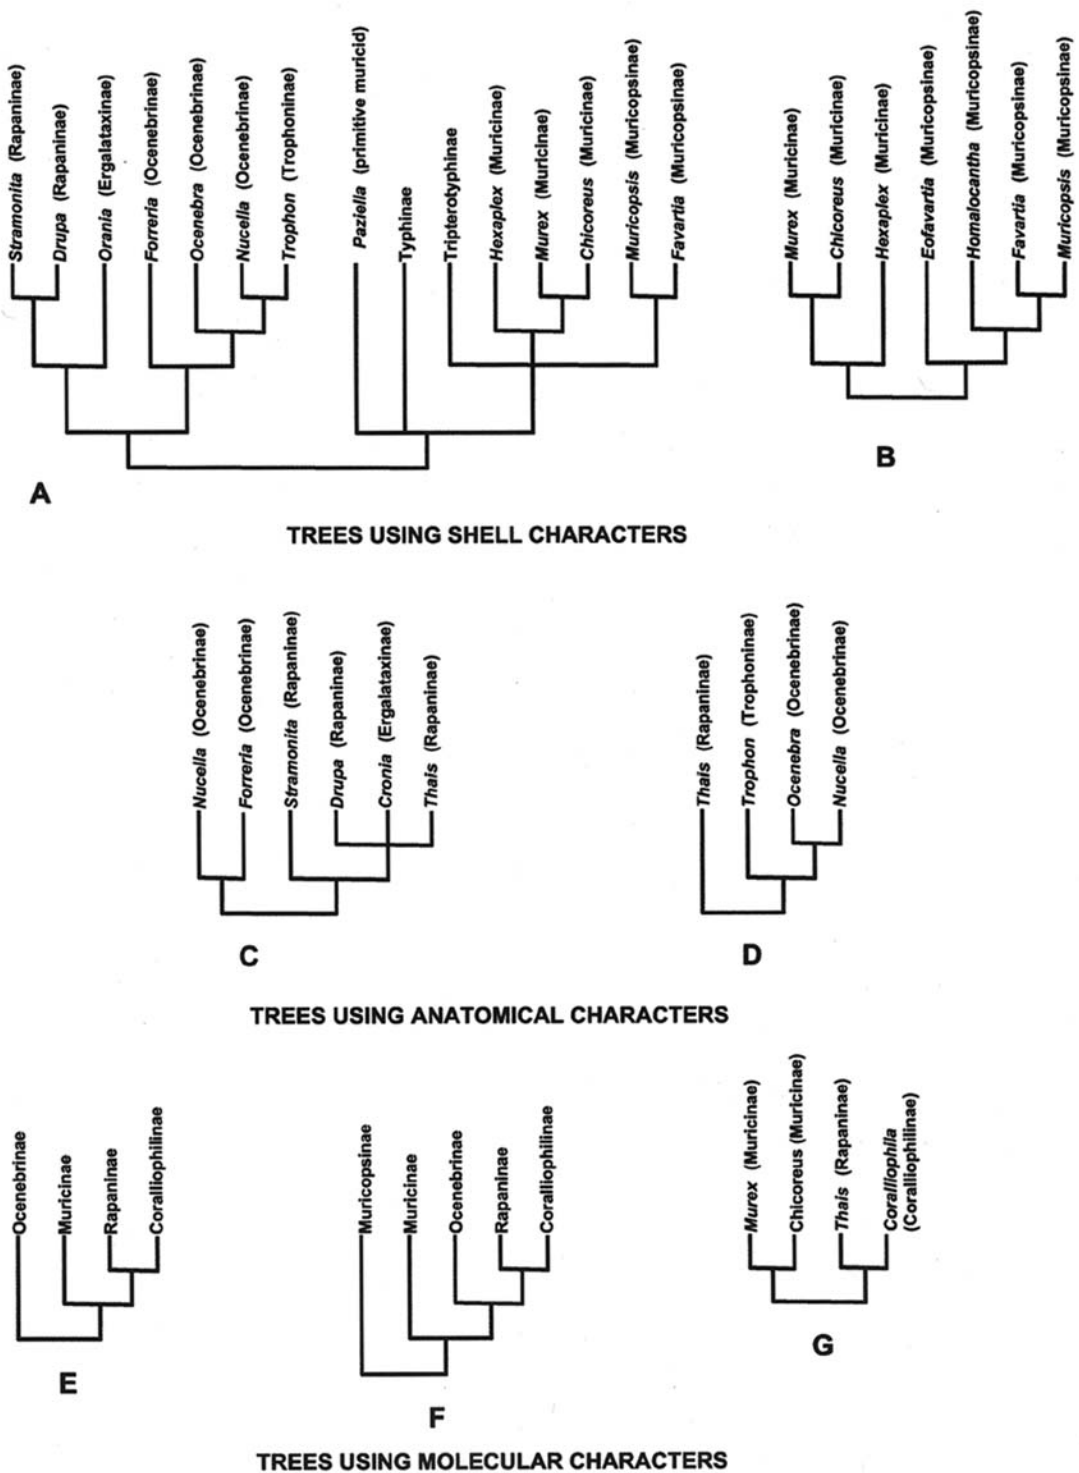 Stramonita (Rapaninae)
Drupa (Rapaninae)
Orania (Ergalataxinae)
Forreria (Ocenebrinae)
Ocenebra (Ocenebrinae)
Nucella (Ocenebrinae)
Trophon (Trophoninae)
Paziella (primitive muricid)
Typhinae
Tripterotyphinae
Hexaplex (Muricinae)
Murex (Muricinae)
Chicoreus (Muricinae)
Muricopsis (Muricopsinae)
Favartia (Muricopsinae)
A
Murex (Muricinae)
Chicoreus (Muricinae)
Hexaplex (Muricinae)
Eofavartia (Muricopsinae)
Homalocantha (Muricopsinae)
Favartia (Muricopsinae)
Muricopsis (Muricopsinae)
B
TREES USING SHELL CHARACTERS
Nucella (Ocenebrinae)
Forreria (Ocenebrinae)
Stramonita (Rapaninae)
Drupa (Rapaninae)
Cronia (Ergalataxinae)
Thais (Rapaninae)
C
Thais (Rapaninae)
Trophon (Trophoninae)
Ocenebra (Ocenebrinae)
Nucella (Ocenebrinae)
D
TREES USING ANATOMICAL CHARACTERS
Ocenebrinae
Muricinae
Rapaninae
Coralliophilinae
E
Muricopsinae
Muricinae
Ocenebrinae
Rapaninae
Coralliophilinae
F
Murex (Muricinae)
Chicoreus (Muricinae)
Thais (Rapaninae)
Coralliophila
(Coralliophilinae)
G
TREES USING MOLECULAR CHARACTERS